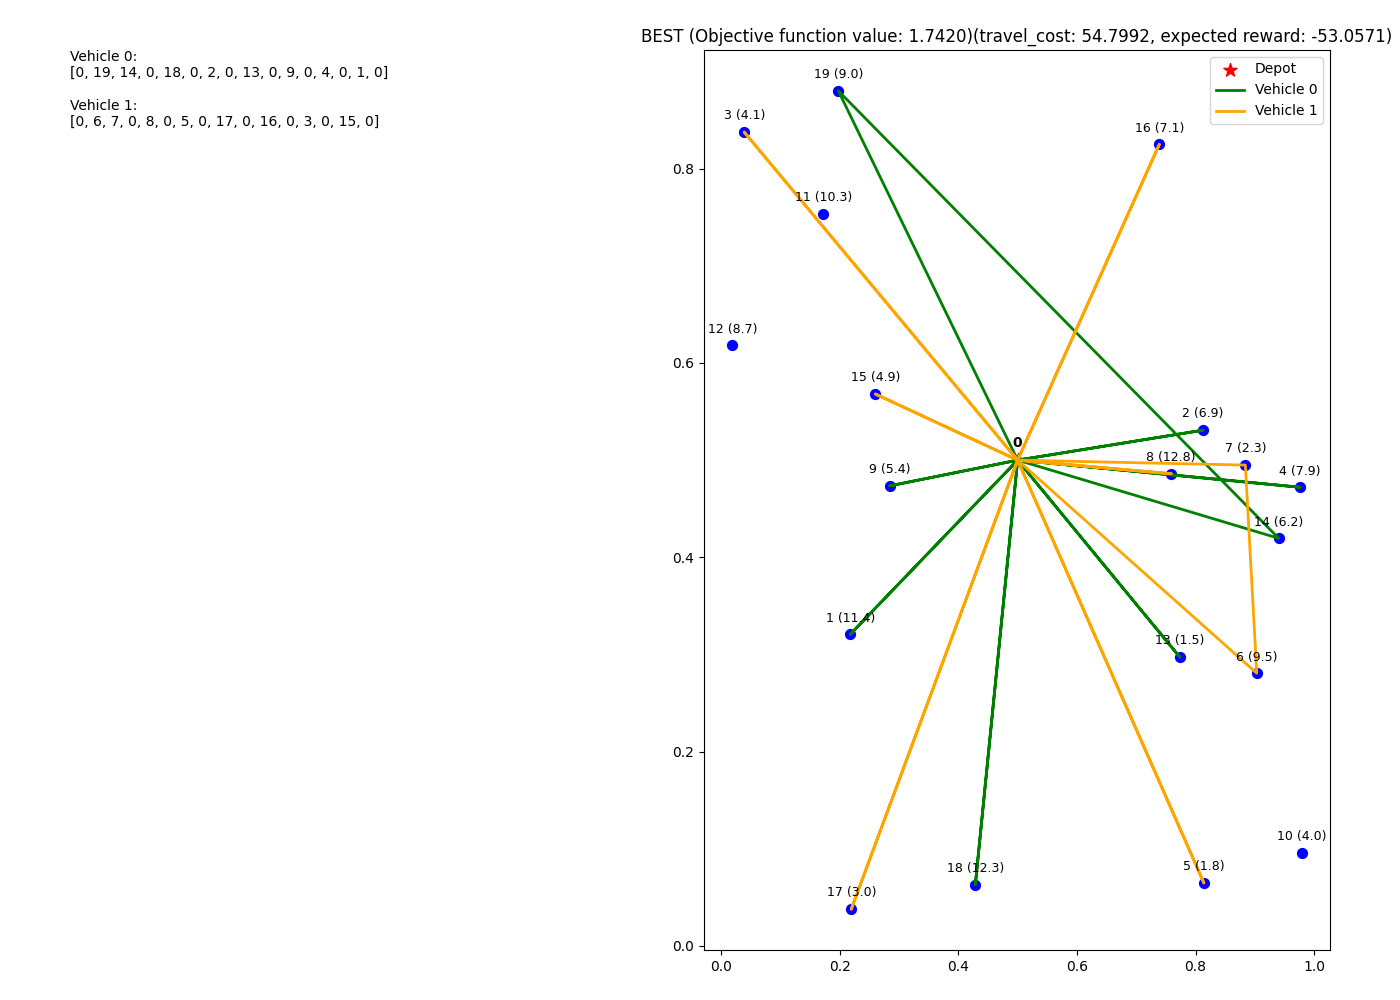 BEST (Objective function value: 1.7420)(travel_cost: 54.7992, expected reward: -53.0571)
Vehicle 0:
[0, 19, 14, 0, 18, 0, 2, 0, 13, 0, 9, 0, 4, 0, 1, 0]
Vehicle 1:
[0, 6, 7, 0, 8, 0, 5, 0, 17, 0, 16, 0, 3, 0, 15, 0]
Depot
Vehicle 0
Vehicle 1
19 (9.0)
3 (4.1)
16 (7.1)
11 (10.3)
12 (8.7)
15 (4.9)
2 (6.9)
0
7 (2.3)
8 (12.8)
9 (5.4)
4 (7.9)
14 (6.2)
1 (11.4)
13 (1.5)
6 (9.5)
10 (4.0)
18 (12.3)
5 (1.8)
17 (3.0)
0.8
0.6
0.4
0.2
0.0
0.0 0.2 0.4 0.6 0.8 1.0